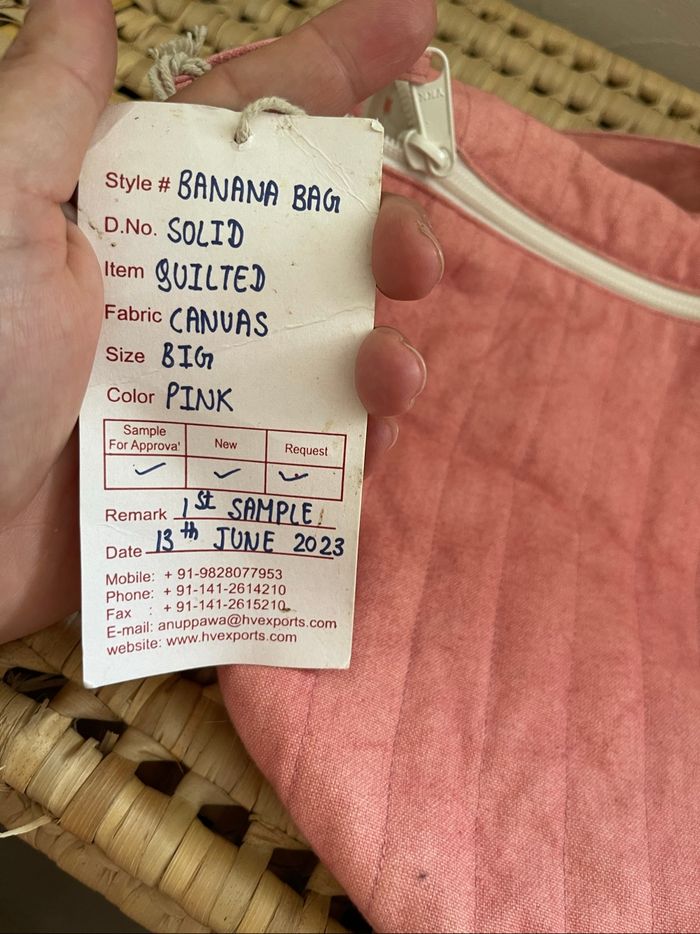 Style # BANANA BAG
D.No. SOLID
Item QUILTED
Fabric CANVAS
Size BIG
Color PINK
Sample For Approval New Request
Remark 1st SAMPLE
Date 13th JUNE 2023
Mobile: + 91-9828077953
Phone: + 91-141-2614210
Fax : + 91-141-2615210
E-mail: anuppawa@hvexports.com
website: www.hvexports.com
YKK